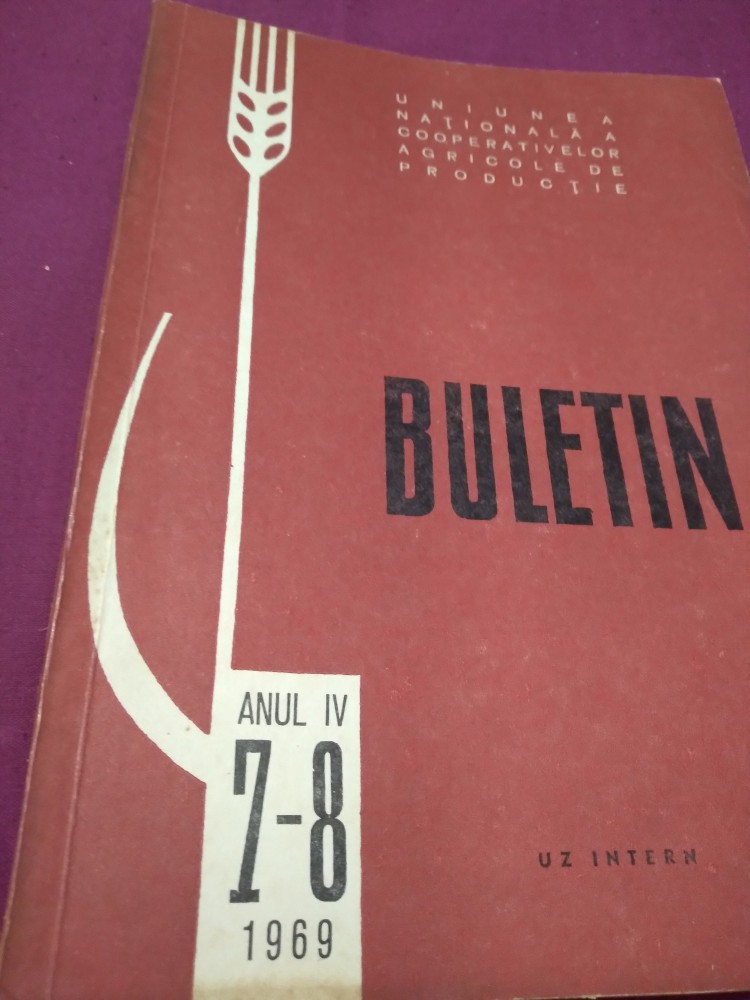 UNIUNEA
NAȚIONALĂ A
COOPERATIVELOR
AGRICOLE DE
PRODUCȚIE
BULETIN
ANUL IV
7-8
1969
UZ INTERN